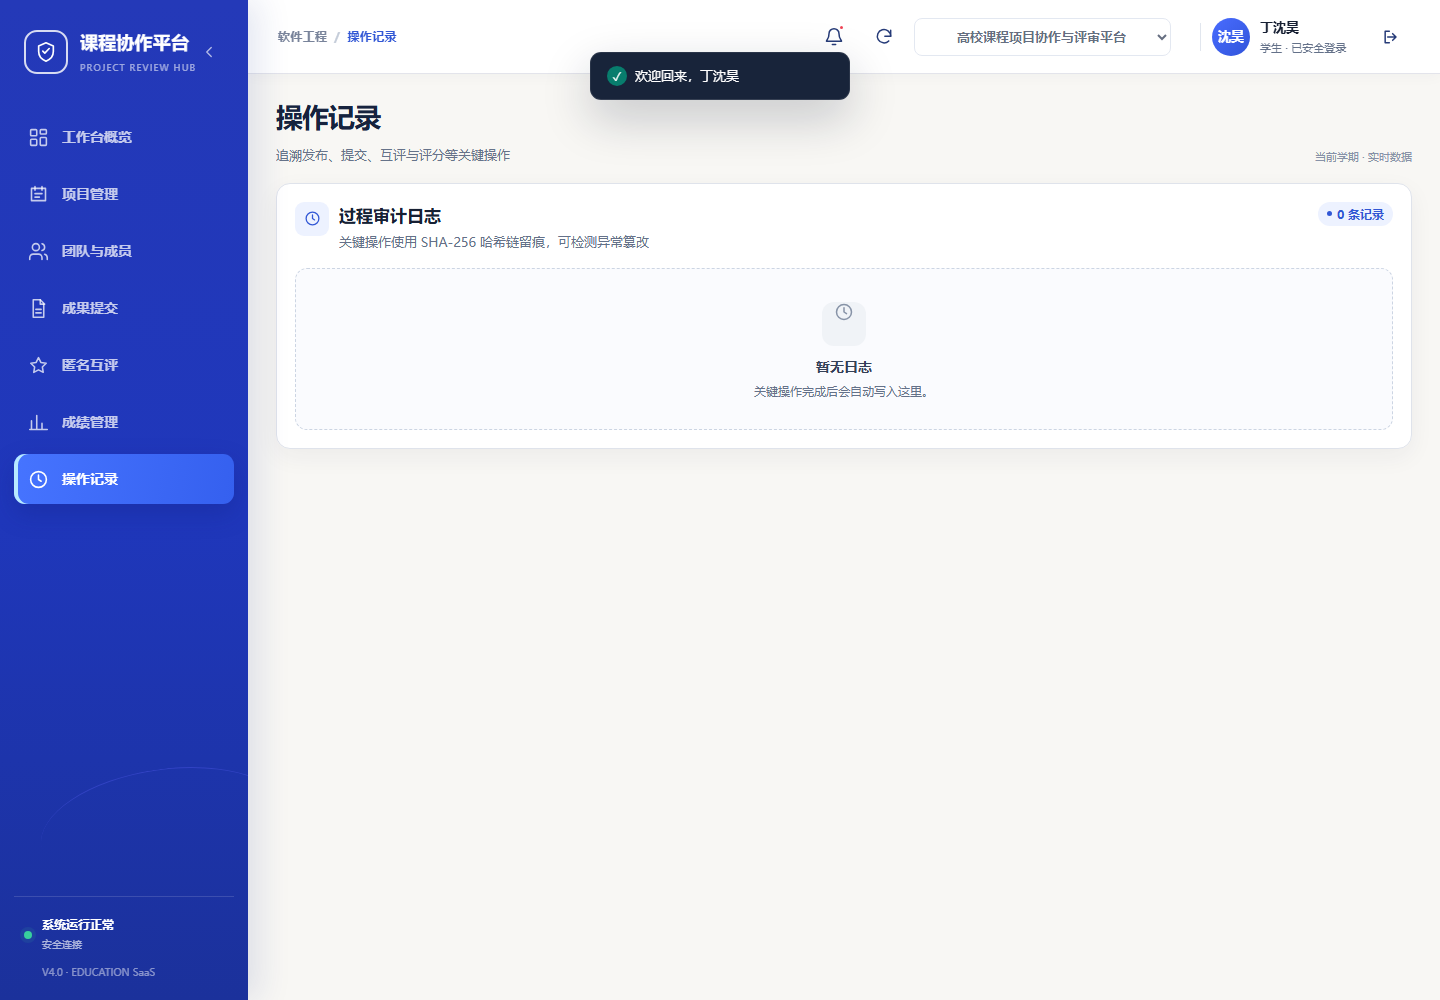 课程协作平台
PROJECT REVIEW HUB
工作台概览
项目管理
团队与成员
成果提交
匿名互评
成绩管理
操作记录
系统运行正常
安全连接
V4.0 · EDUCATION SaaS
软件工程 / 操作记录
高校课程项目协作与评审平台
沈昊
丁沈昊
学生 · 已安全登录
欢迎回来，丁沈昊
操作记录
追溯发布、提交、互评与评分等关键操作
当前学期 · 实时数据
过程审计日志
关键操作使用 SHA-256 哈希链留痕，可检测异常篡改
0 条记录
暂无日志
关键操作完成后会自动写入这里。